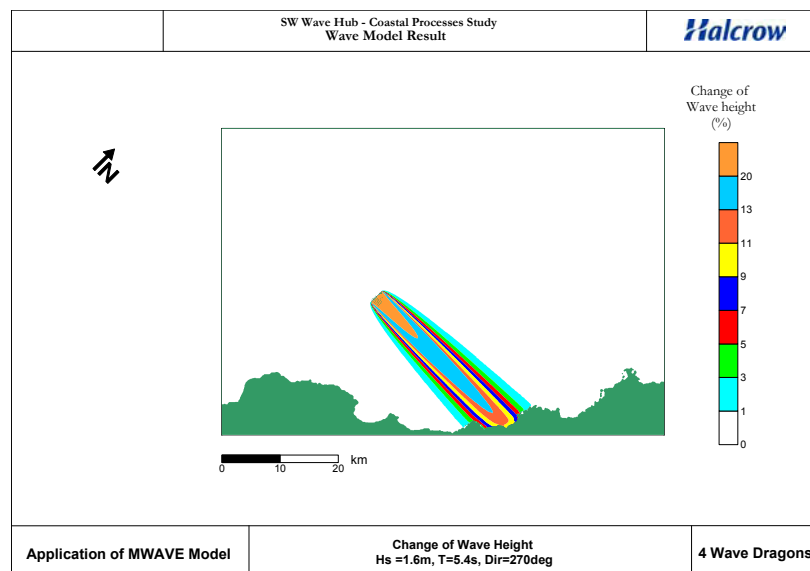 SW Wave Hub - Coastal Processes Study
Wave Model Result
Halcrow
Change of
Wave height
(%)
N
20
13
11
9
7
5
3
1
0
km
0 10 20
Application of MWAVE Model
Change of Wave Height
Hs =1.6m, T=5.4s, Dir=270deg
4 Wave Dragons